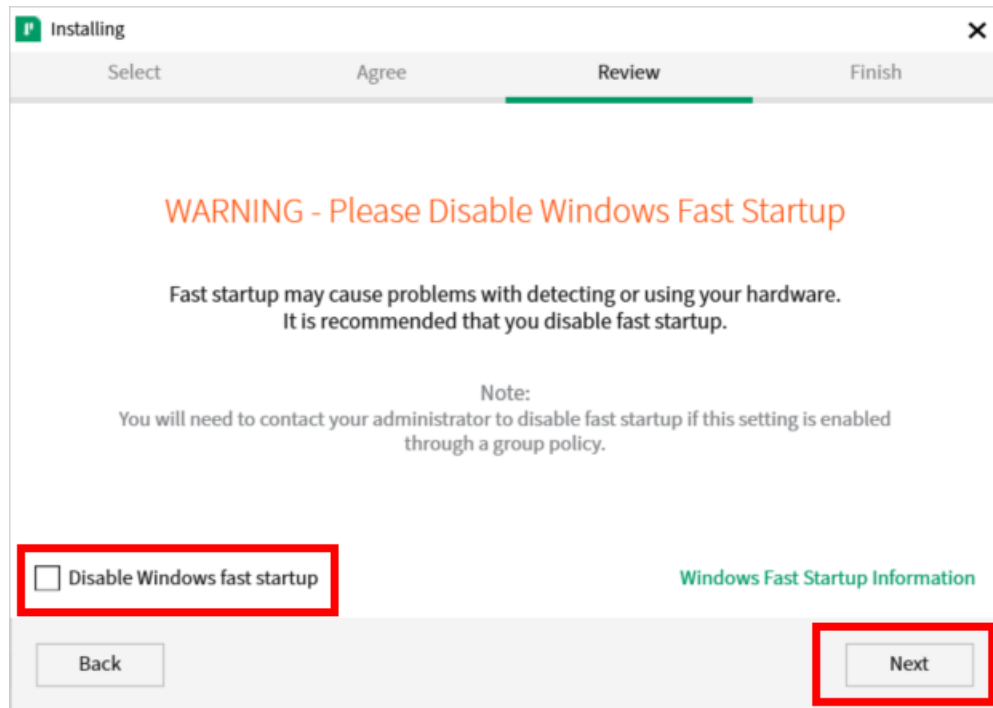 Installing
Select
Agree
Review
Finish
WARNING - Please Disable Windows Fast Startup
Fast startup may cause problems with detecting or using your hardware.
It is recommended that you disable fast startup.
Note:
You will need to contact your administrator to disable fast startup if this setting is enabled
through a group policy.
Disable Windows fast startup
Windows Fast Startup Information
Back
Next